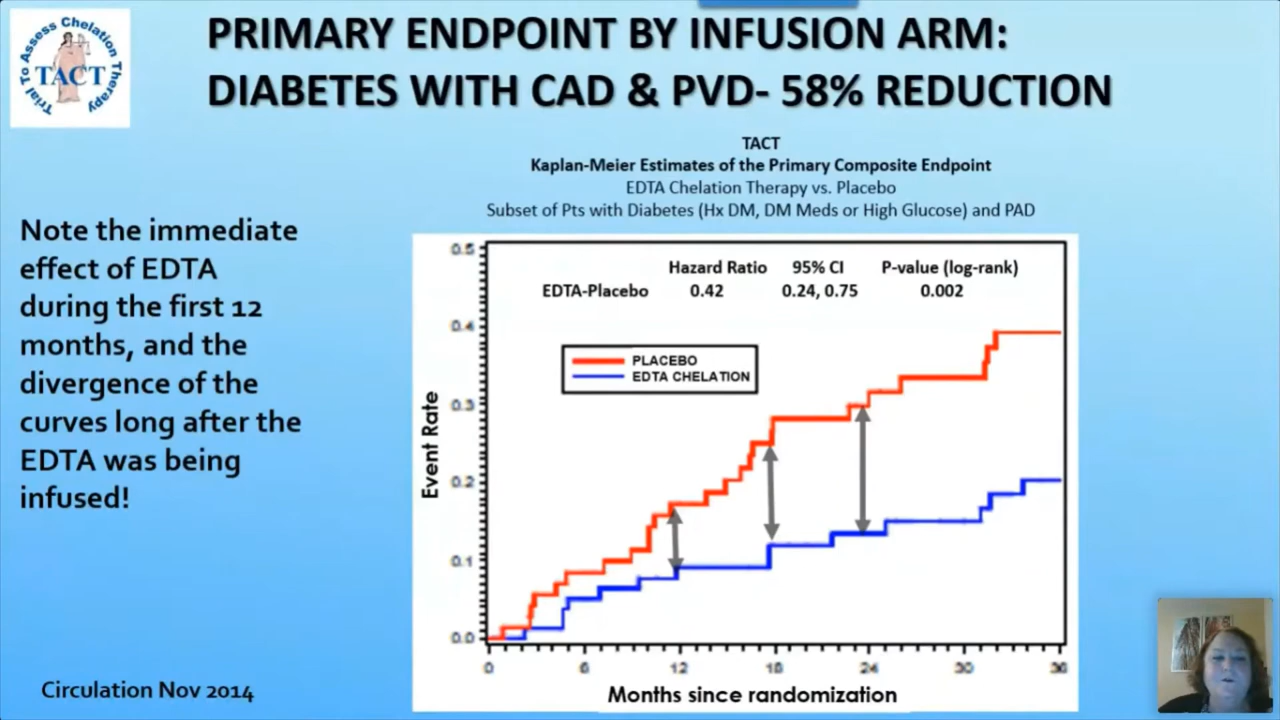 Trial To Assess Chelation Therapy
TACT
PRIMARY ENDPOINT BY INFUSION ARM:
DIABETES WITH CAD & PVD- 58% REDUCTION
TACT
Kaplan-Meier Estimates of the Primary Composite Endpoint
EDTA Chelation Therapy vs. Placebo
Subset of Pts with Diabetes (Hx DM, DM Meds or High Glucose) and PAD
Note the immediate
effect of EDTA
during the first 12
months, and the
divergence of the
curves long after the
EDTA was being
infused!
Hazard Ratio 95% CI P-value (log-rank)
EDTA-Placebo 0.42 0.24, 0.75 0.002
PLACEBO
EDTA CHELATION
Event Rate
0.5
0.4
0.3
0.2
0.1
0.0
0 6 12 18 24 30 36
Months since randomization
Circulation Nov 2014